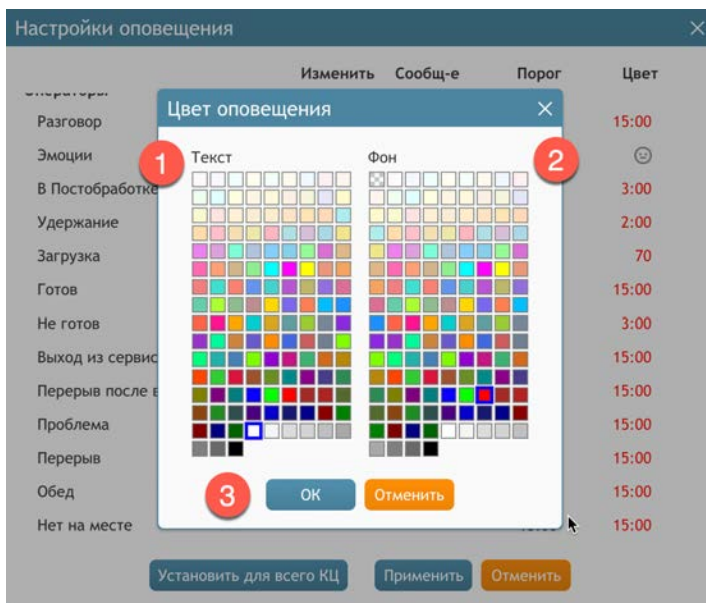 Настройки оповещения
Изменить Сообщ-е Порог Цвет
Операторы
Цвет оповещения
Разговор 15:00
1 Текст Фон 2
Эмоции
В Постобработке 3:00
Удержание 2:00
Загрузка 70
Готов 15:00
Не готов 3:00
Выход из сервис 15:00
Перерыв после в 15:00
Проблема 15:00
Перерыв 15:00
3 ОК Отменить
Обед 15:00
Нет на месте 15:00
Установить для всего КЦ Применить Отменить